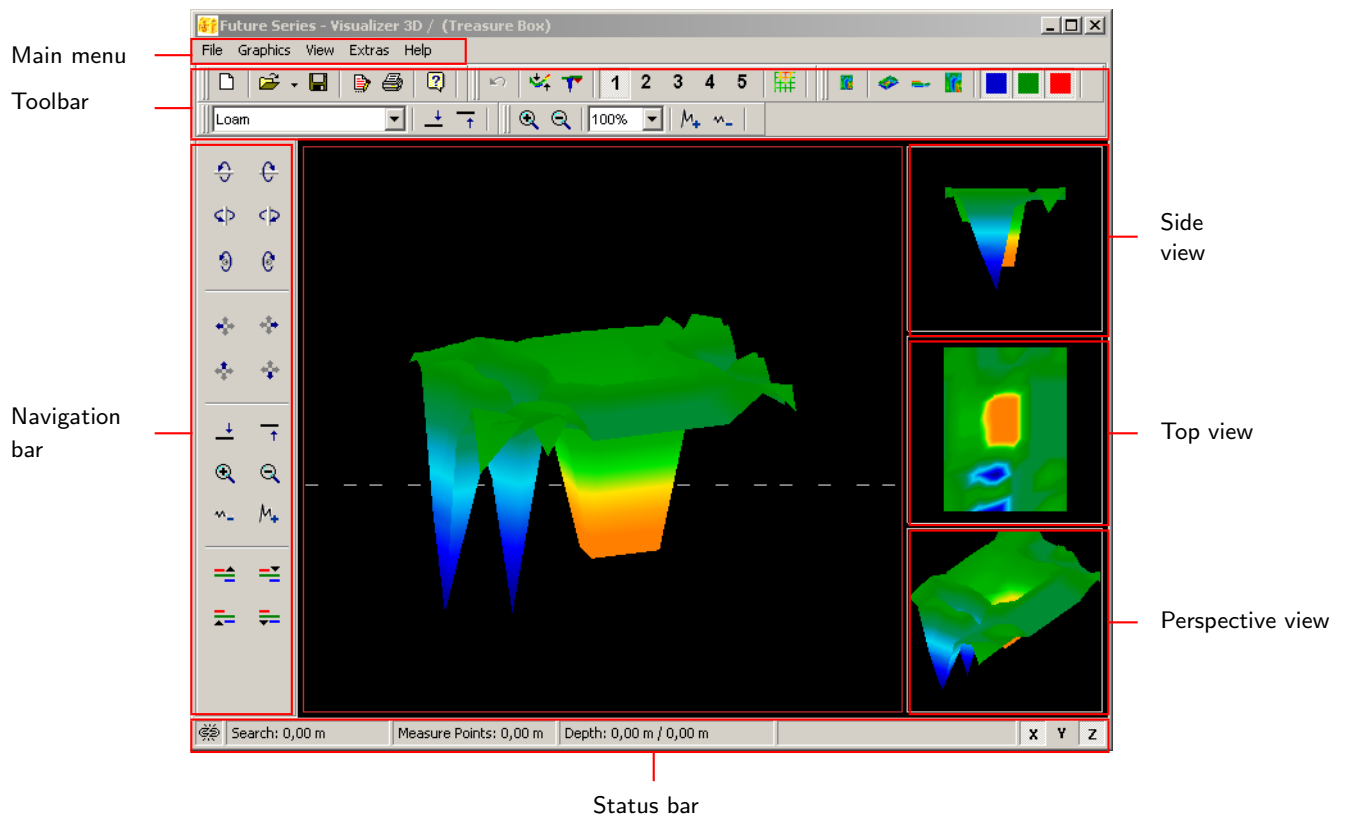 Future Series - Visualizer 3D / (Treasure Box)
Main menu
File Graphics View Extras Help
Toolbar
1 2 3 4 5
Loam
100%
Side
view
Navigation
bar
Top view
Perspective view
Search: 0,00 m
Measure Points: 0,00 m
Depth: 0,00 m / 0,00 m
X Y Z
Status bar